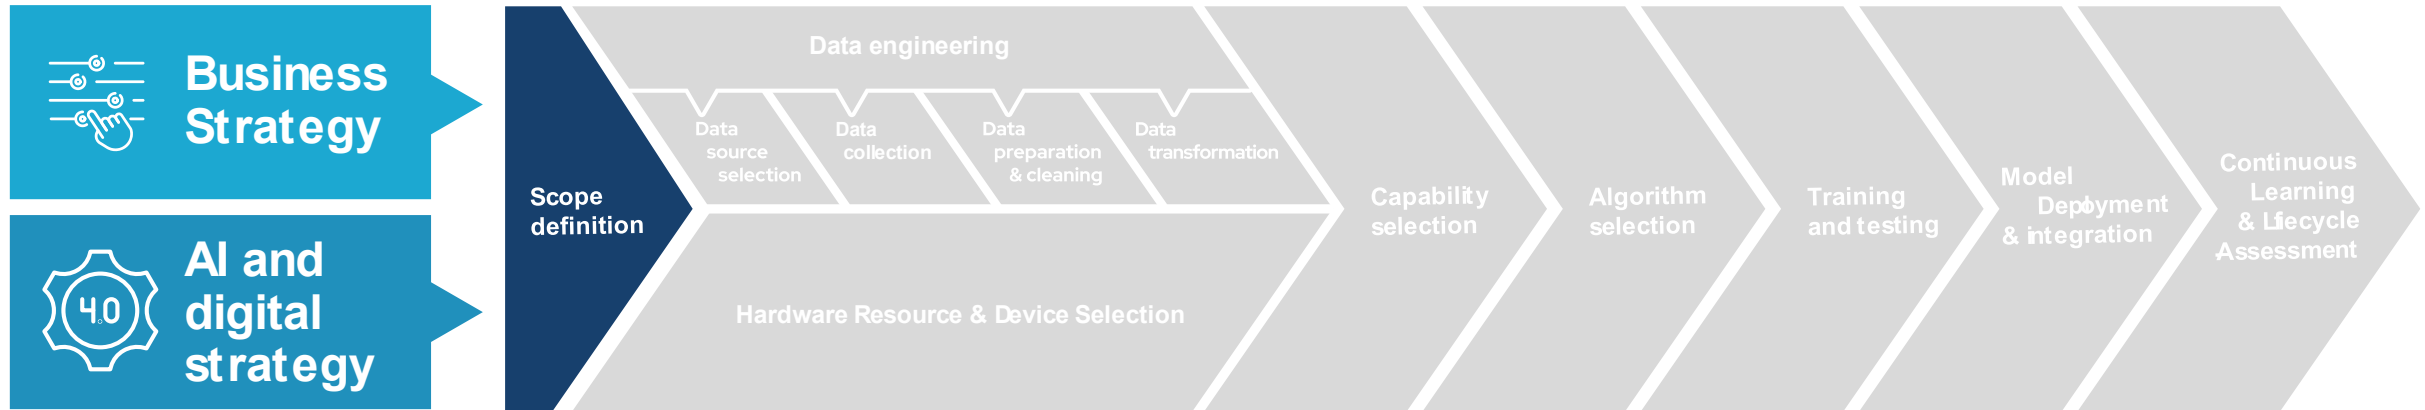 Business
Strategy
4.0
AI and
digital
strategy
Scope
definition
Data engineering
Data
source
selection
Data
collection
Data
preparation
& cleaning
Data
transformation
Hardware Resource & Device Selection
Capability
selection
Algorithm
selection
Training
and testing
Model
Deployment
& integration
Continuous
Learning
& Lifecycle
Assessment